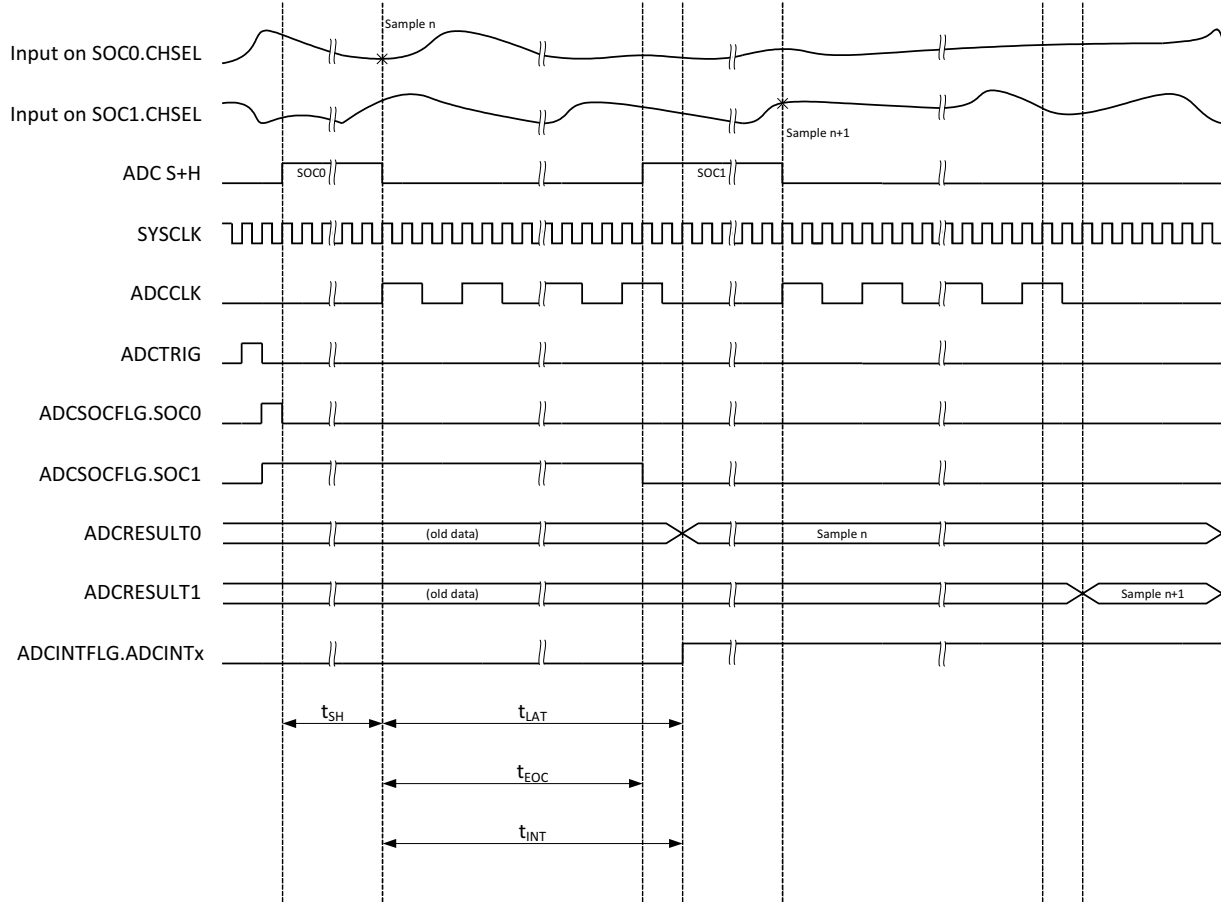 Sample n
Input on SOC0.CHSEL
Input on SOC1.CHSEL
Sample n+1
ADC S+H
SOC0
SOC1
SYSCLK
ADCCLK
ADCTRIG
ADCSOCFLG.SOC0
ADCSOCFLG.SOC1
ADCRESULT0
(old data)
Sample n
ADCRESULT1
(old data)
Sample n+1
ADCINTFLG.ADCINTx
tSH
tLAT
tEOC
tINT